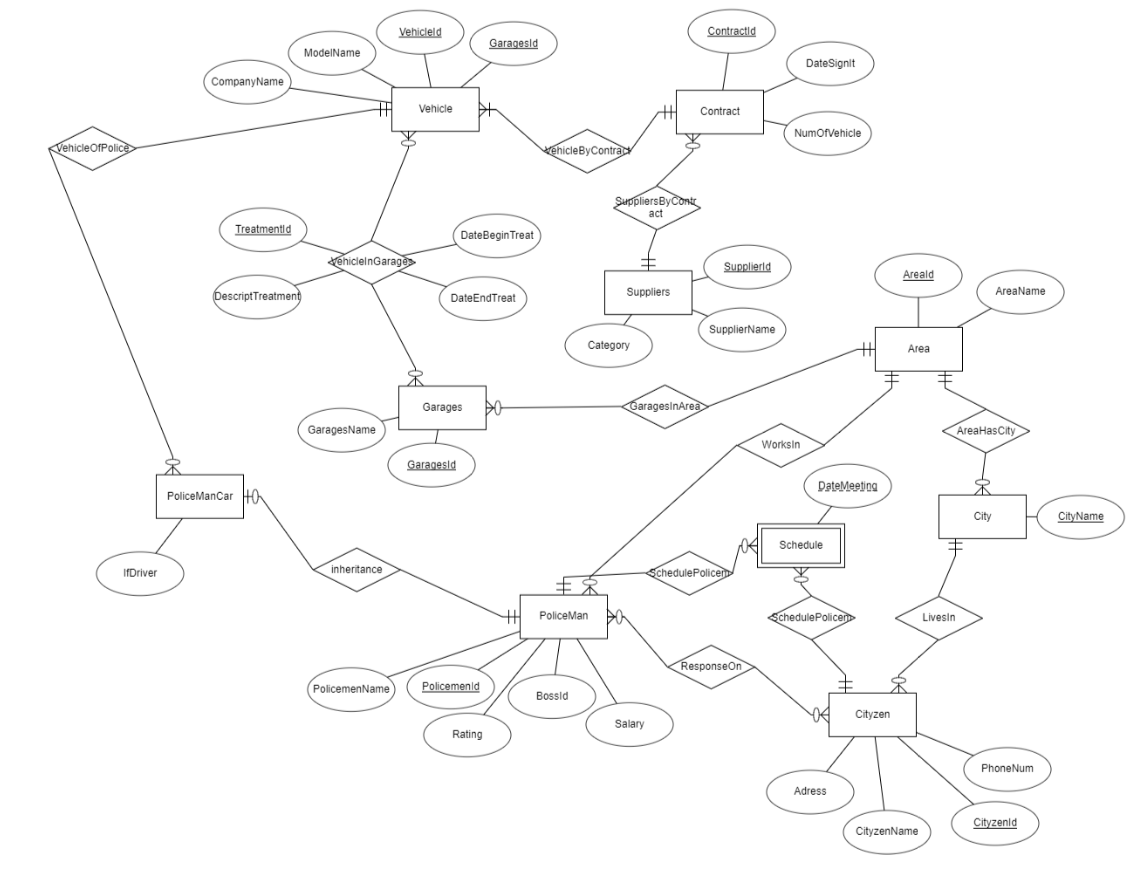 VehicleId
GaragesId
ContractId
ModelName
CompanyName
DateSignIt
Vehicle
Contract
NumOfVehicle
VehicleOfPolice
VehicleByContract
SuppliersByContr
act
TreatmentId
DateBeginTreat
VehicleInGarages
DescriptTreatment
DateEndTreat
SupplierId
Suppliers
SupplierName
Category
AreaId
AreaName
Area
Garages
GaragesInArea
GaragesName
GaragesId
WorksIn
AreaHasCity
PoliceManCar
IfDriver
DateMeeting
City
CityName
Schedule
inheritance
SchedulePolicem
PoliceMan
SchedulePolicem
LivesIn
ResponseOn
PolicemenName
PolicemenId
BossId
Rating
Salary
Cityzen
PhoneNum
Adress
CityzenName
CityzenId